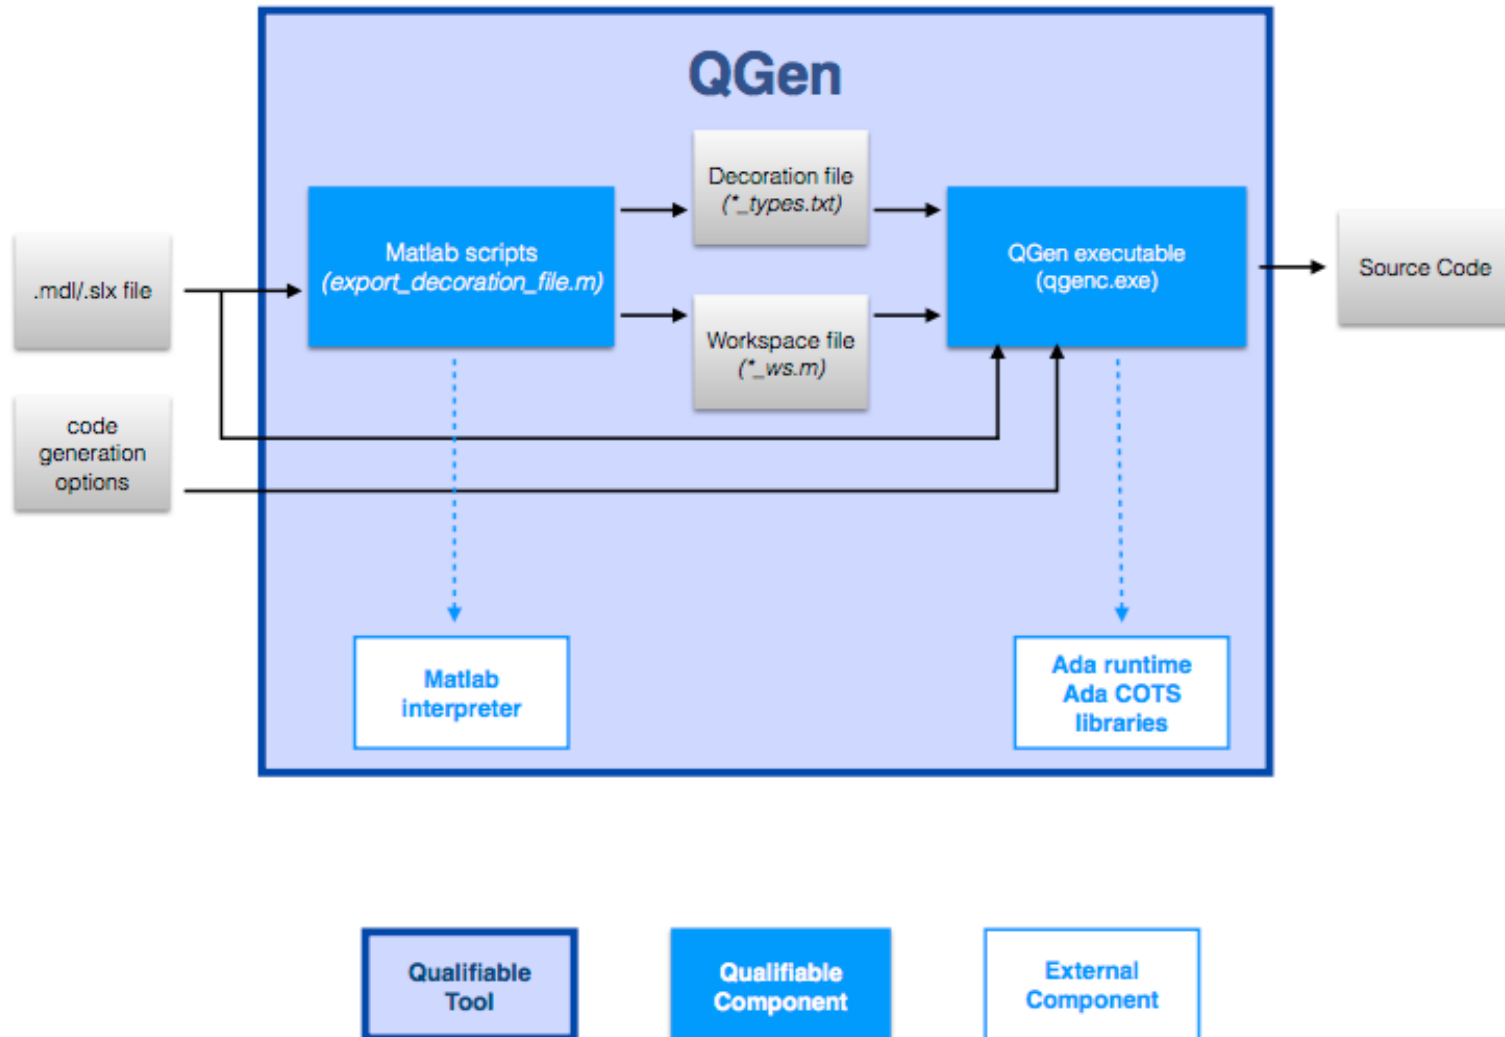 QGen
Decoration file
(*_types.txt)
Matlab scripts
(export_decoration_file.m)
QGen executable
(qgenc.exe)
Source Code
.mdl/.slx file
Workspace file
(*_ws.m)
code
generation
options
Matlab
interpreter
Ada runtime
Ada COTS
libraries
Qualifiable
Tool
Qualifiable
Component
External
Component